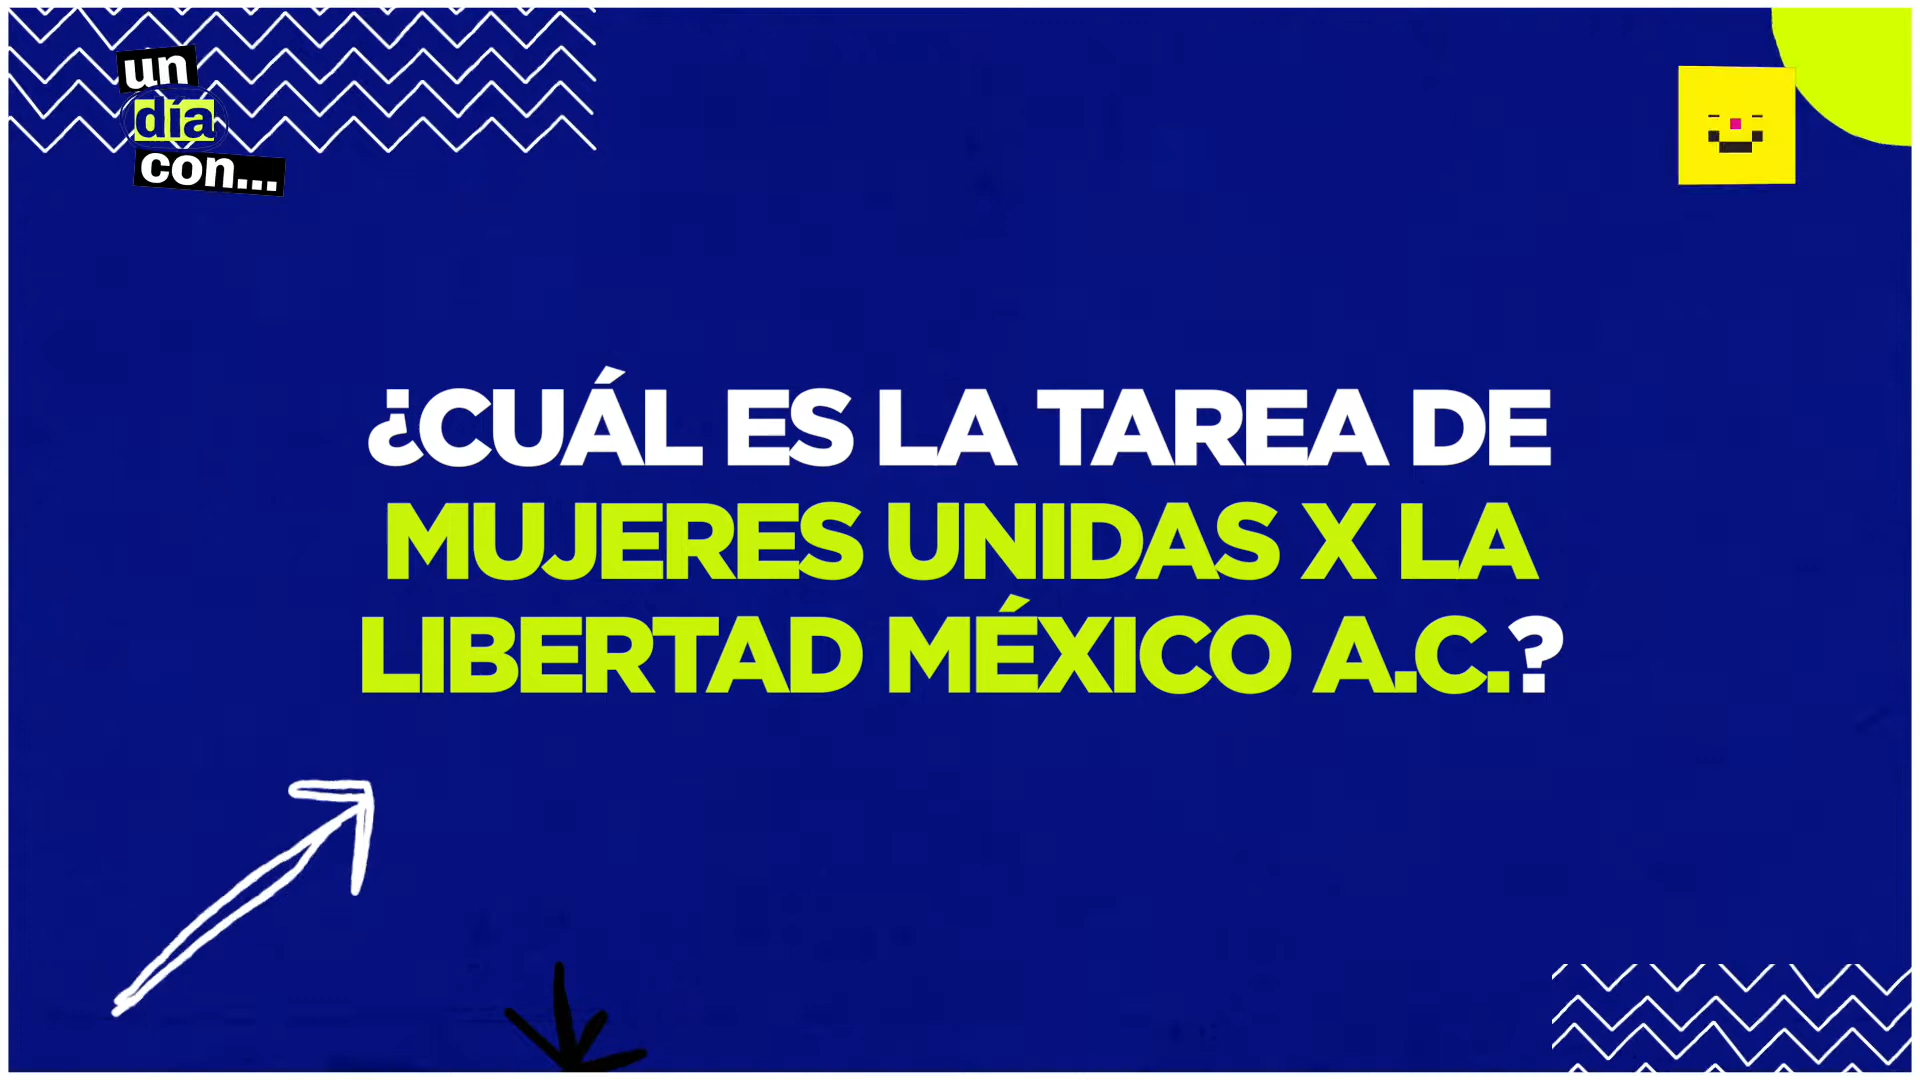 un
día
con...
¿CUÁL ES LA TAREA DE
MUJERES UNIDAS X LA
LIBERTAD MÉXICO A.C.?